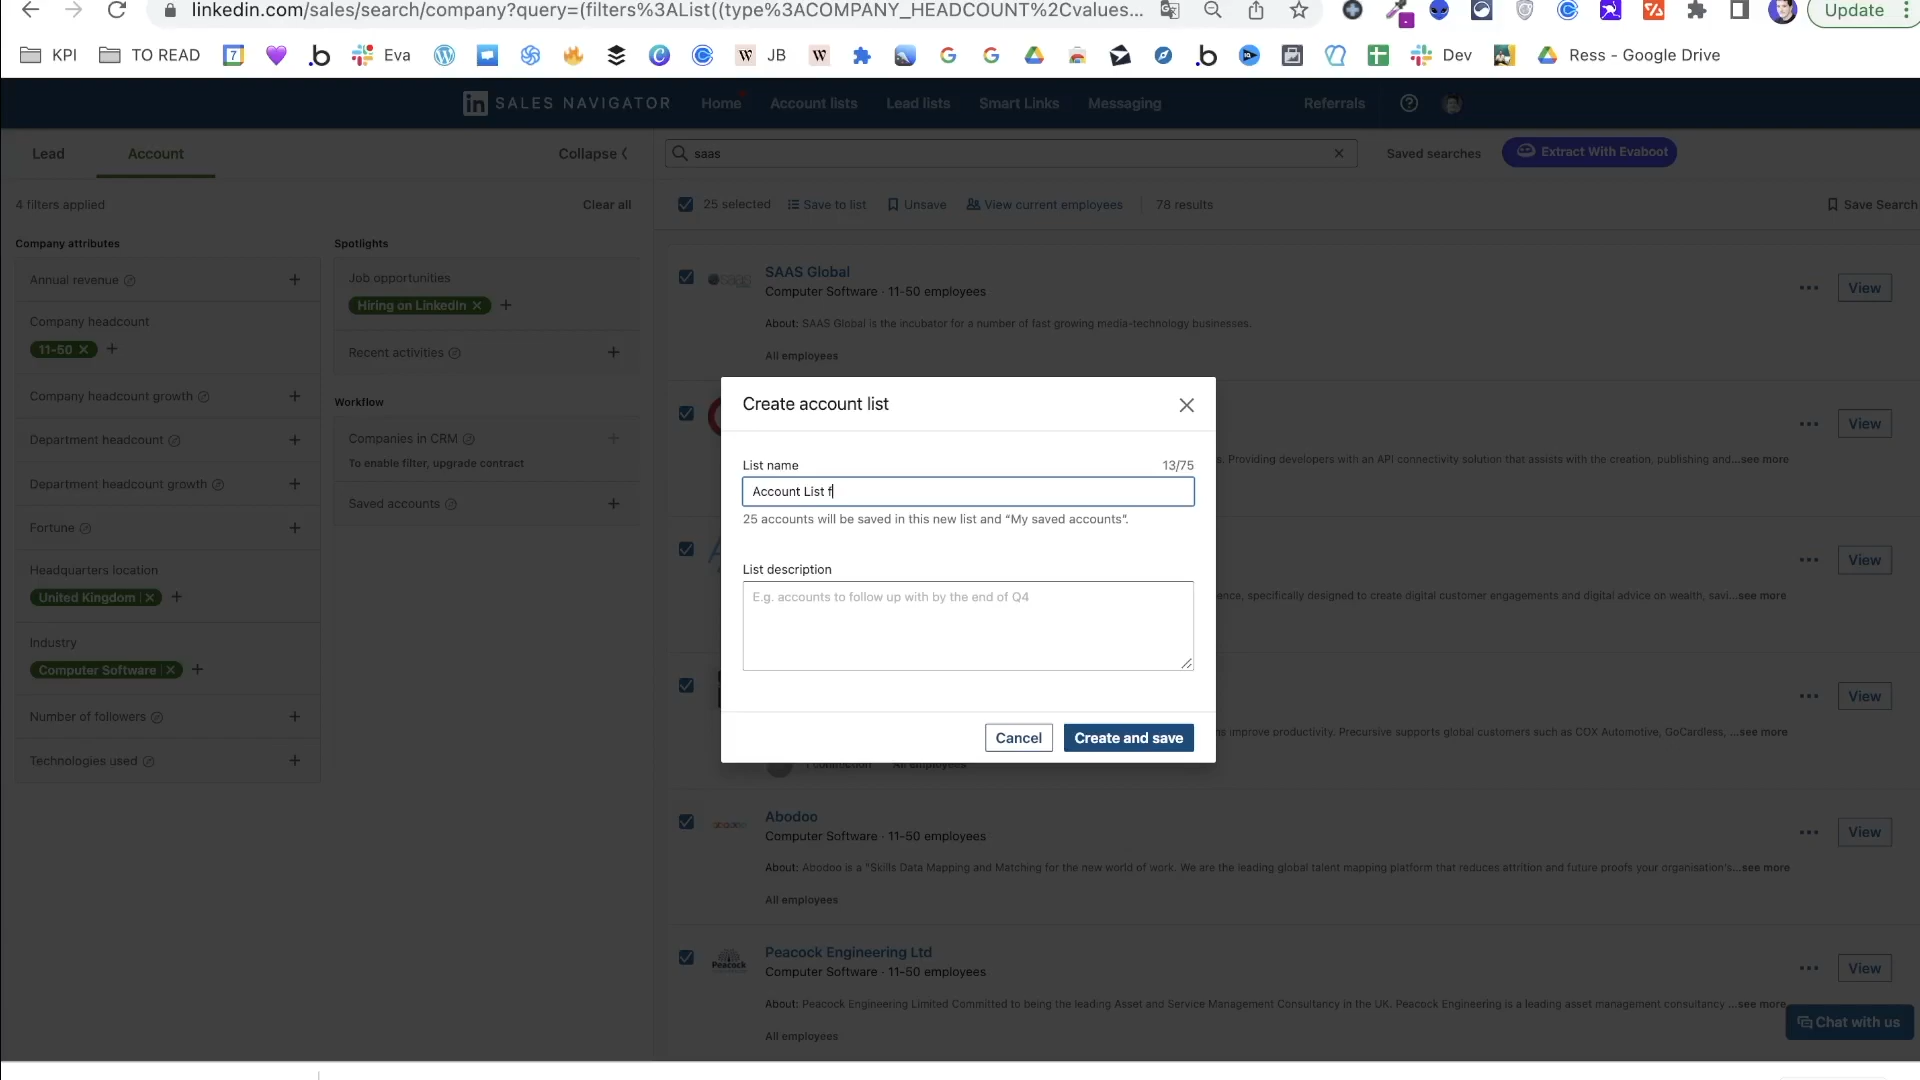 linkedin.com/sales/search/company?query=(filters%3AList((type%3ACOMPANY_HEADCOUNT%2Cvalues...
Update
KPI
TO READ
7
Eva
W JB
W
Dev
Ress - Google Drive
in SALES NAVIGATOR
Home
Account lists
Lead lists
Smart Links
Messaging
Referrals
Lead
Account
Collapse
saas
Saved searches
Extract With Evaboot
4 filters applied
Clear all
25 selected
Save to list
Unsave
View current employees
78 results
Save Search
Company attributes
Spotlights
Annual revenue
Job opportunities
Hiring on LinkedIn
Company headcount
11-50
Recent activities
Company headcount growth
Workflow
Department headcount
Companies in CRM
To enable filter, upgrade contract
Department headcount growth
Saved accounts
Fortune
Headquarters location
United Kingdom
Industry
Computer Software
Number of followers
Technologies used
SAAS Global
Computer Software · 11-50 employees
About: SAAS Global is the incubator for a number of fast growing media-technology businesses.
All employees
View
Create account list
List name
13/75
Account List f
25 accounts will be saved in this new list and “My saved accounts”.
List description
E.g. accounts to follow up with by the end of Q4
Cancel
Create and save
View
s. Providing developers with an API connectivity solution that assists with the creation, publishing and...see more
View
ence, specifically designed to create digital customer engagements and digital advice on wealth, savi...see more
View
ns improve productivity. Precursive supports global customers such as COX Automotive, GoCardless, ...see more
All employees
Abodoo
Computer Software · 11-50 employees
View
About: Abodoo is a "Skills Data Mapping and Matching for the new world of work. We are the leading global talent mapping platform that reduces attrition and future proofs your organisation's...see more
All employees
Peacock
Peacock Engineering Ltd
Computer Software · 11-50 employees
View
About: Peacock Engineering Limited Committed to being the leading Asset and Service Management Consultancy in the UK. Peacock Engineering is a leading asset management consultancy ...see more
All employees
Chat with us